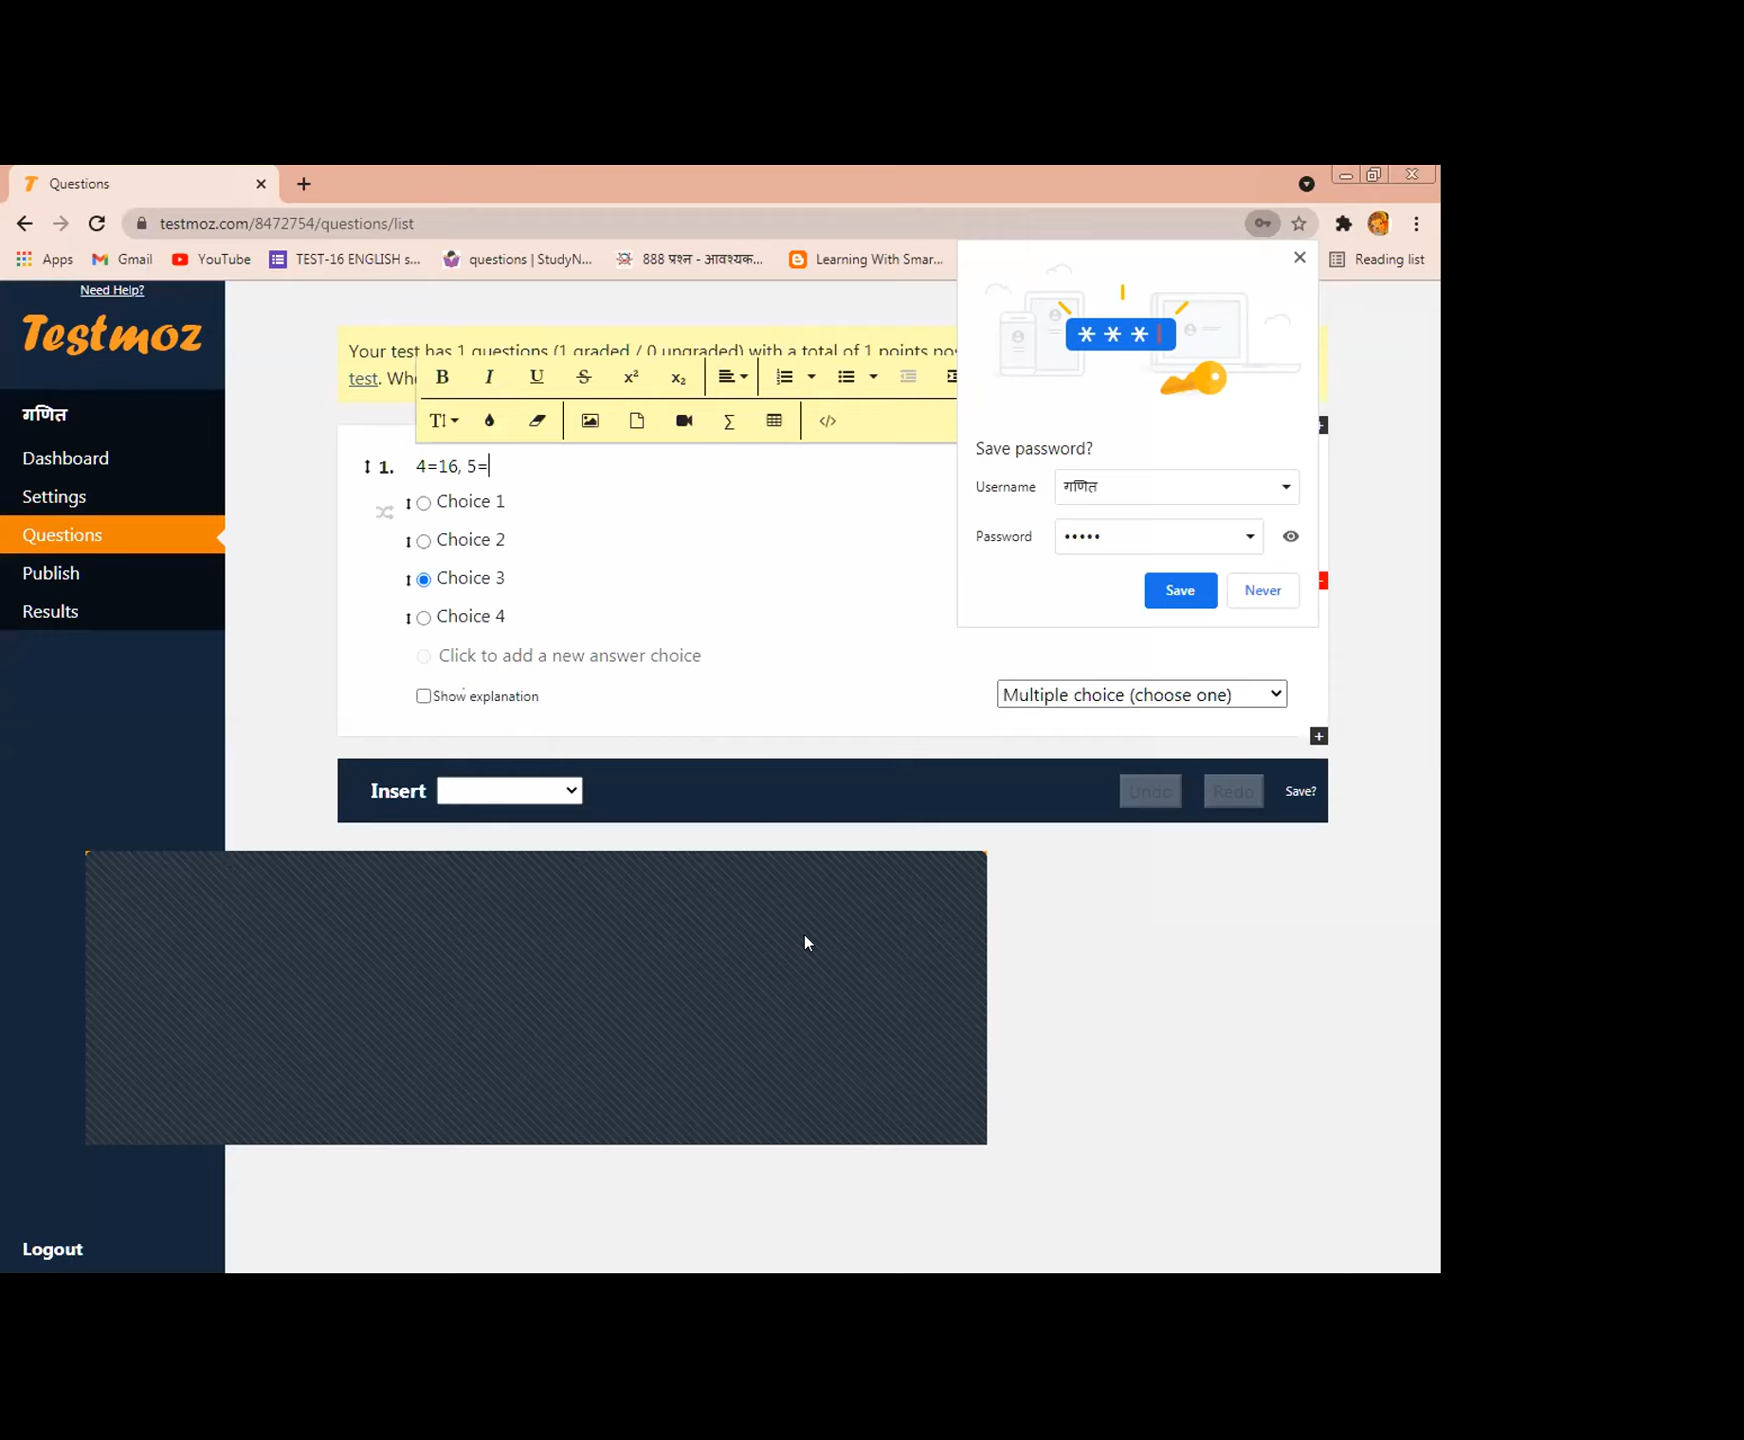 Questions
testmoz.com/8472754/questions/list
Apps
Gmail
YouTube
TEST-16 ENGLISH s...
questions | StudyN...
888 प्रश्न - आवश्यक...
Learning With Smar...
Reading list
Need Help?
Testmoz
गणित
Dashboard
Settings
Questions
Publish
Results
Logout
Your test has 1 questions (1 graded / 0 ungraded) with a total of 1 points pos
test. Whe
B I U S x² x₂
1. 4=16, 5=
Choice 1
Choice 2
Choice 3
Choice 4
Click to add a new answer choice
Show explanation
Multiple choice (choose one)
Insert
Undo
Redo
Save?
* * *
Save password?
Username गणित
Password •••••
Save
Never